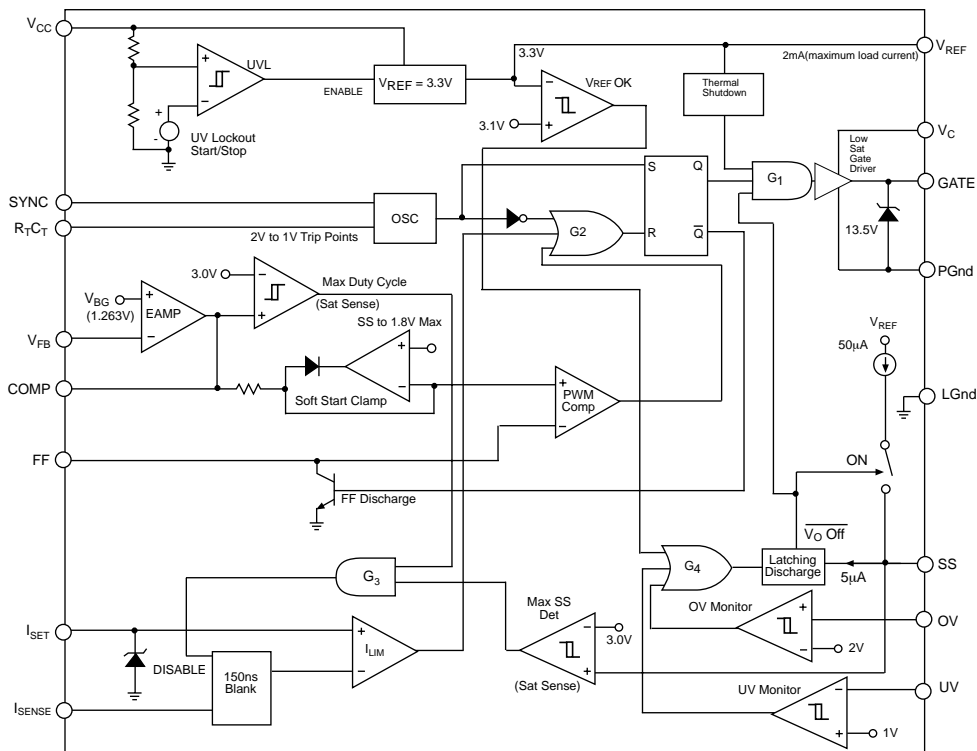 VCC
VREF
3.3V
2mA(maximum load current)
UVL
ENABLE
VREF = 3.3V
VREF OK
Thermal
Shutdown
+
−
+
-
UV Lockout
Start/Stop
−
3.1V
+
VC
Low
Sat
Gate
Driver
S
Q
G1
GATE
SYNC
OSC
RTCT
2V to 1V Trip Points
G2
R
Q
13.5V
PGnd
3.0V
−
Max Duty Cycle
(Sat Sense)
VBG
(1.263V)
+
EAMP
−
+
VFB
SS to 1.8V Max
+
−
VREF
50μA
COMP
Soft Start Clamp
+
PWM
Comp
−
LGnd
FF
FF Discharge
ON
VO Off
G4
Latching
Discharge
5μA
SS
G3
Max SS
Det
−
3.0V
+
(Sat Sense)
OV Monitor
+
−
2V
OV
ISET
DISABLE
+
ILIM
−
150ns
Blank
ISENSE
UV Monitor
−
+
1V
UV